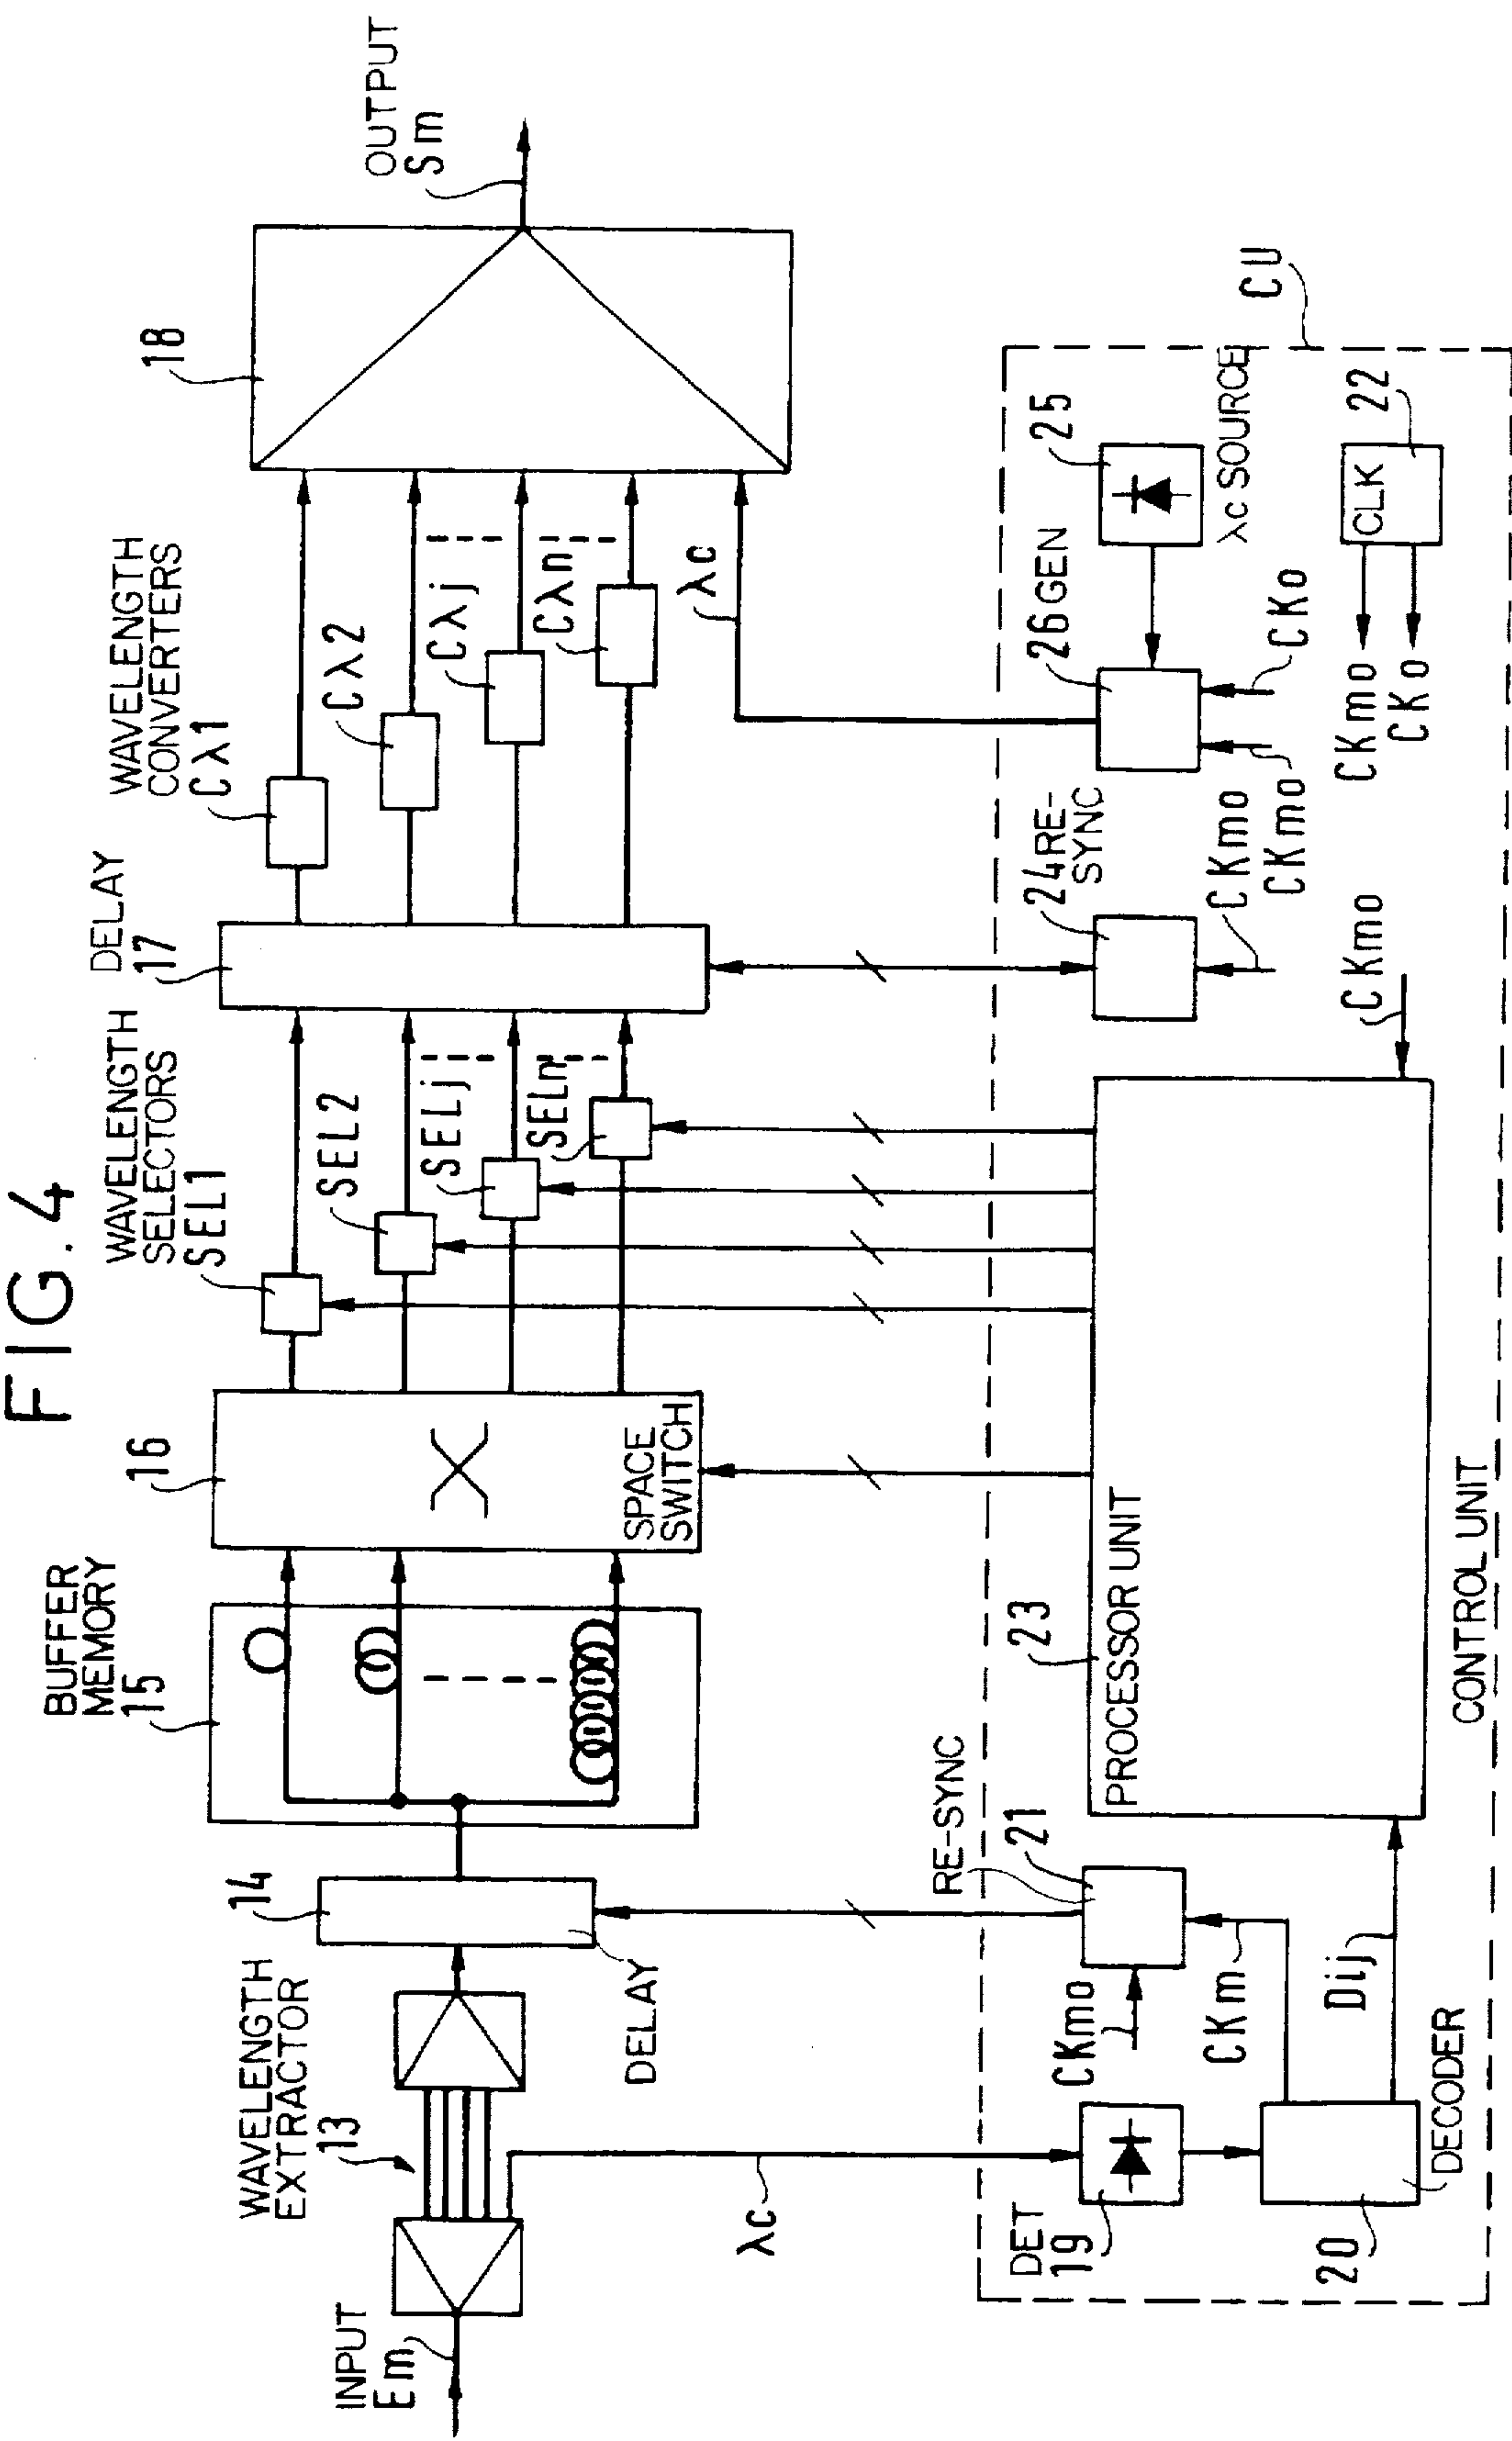 FIG. 4
INPUT
Em
WAVELENGTH
EXTRACTOR
13
14
DELAY
BUFFER
MEMORY
15
16
SPACE
SWITCH
WAVELENGTH
SELECTORS
SEL1
SEL2
SELj
SELn
DELAY
17
WAVELENGTH
CONVERTERS
Cλ1
Cλ2
Cλj
Cλn
18
OUTPUT
Sm
λc
λc
DET
19
20
DECODER
CKmo
CKm
Dij
RE-SYNC
21
23
PROCESSOR UNIT
CKmo
24 RE-
SYNC
CKmo
CKmo
CKo
26 GEN
25
λc SOURCE
CLK
22
CKmo
CKo
CU
CONTROL UNIT